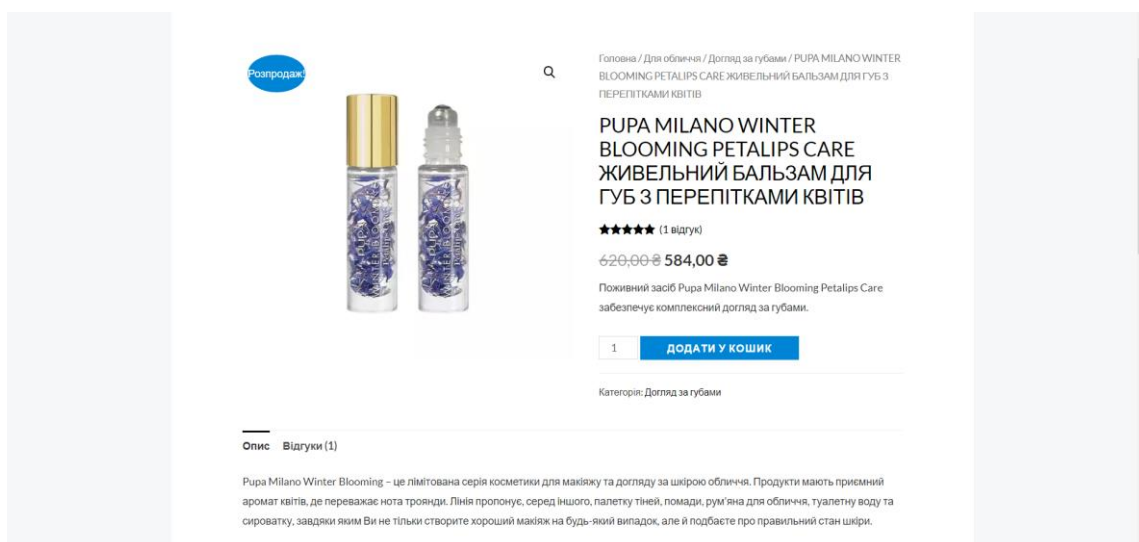 Розпродаж!
Головна / Для обличчя / Догляд за губами / PUPA MILANO WINTER
BLOOMING PETALIPS CARE ЖИВЕЛЬНИЙ БАЛЬЗАМ ДЛЯ ГУБ З
ПЕРЕПІТКАМИ КВІТІВ
PUPA MILANO WINTER
BLOOMING PETALIPS CARE
ЖИВЕЛЬНИЙ БАЛЬЗАМ ДЛЯ
ГУБ З ПЕРЕПІТКАМИ КВІТІВ
★★★★★ (1 відгук)
620,00 ₴ 584,00 ₴
Поживний засіб Pupa Milano Winter Blooming Petalips Care
забезпечує комплексний догляд за губами.
1 ДОДАТИ У КОШИК
Категорія: Догляд за губами
pupa
WINTER BLOOMING
pupa
WINTER BLOOMING
Опис Відгуки (1)
Pupa Milano Winter Blooming – це лімітована серія косметики для макіяжу та догляду за шкірою обличчя. Продукти мають приємний
аромат квітів, де переважає нота троянди. Лінія пропонує, серед іншого, палетку тіней, помади, рум'яна для обличчя, туалетну воду та
сироватку, завдяки яким Ви не тільки створите хороший макіяж на будь-який випадок, але й подбаєте про правильний стан шкіри.